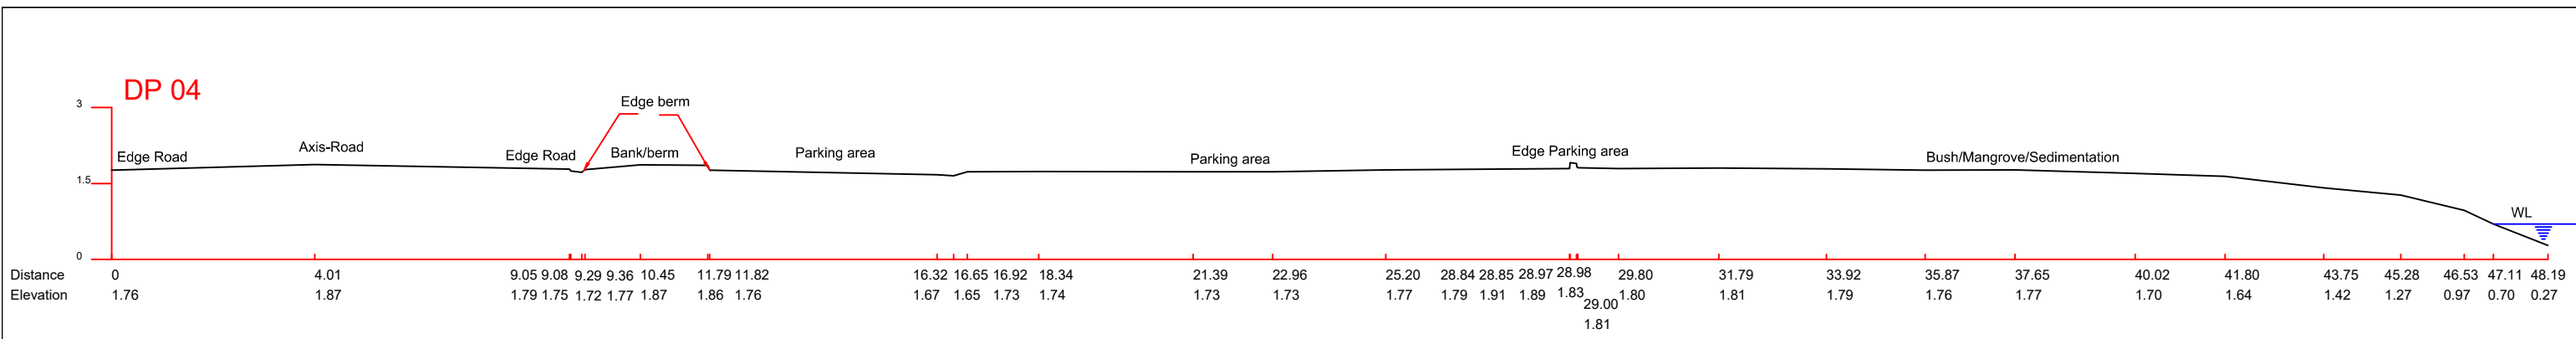 DP 04
3
Edge berm
Edge Road
Axis-Road
Edge Road
Bank/berm
Parking area
Parking area
Edge Parking area
Bush/Mangrove/Sedimentation
1.5
WL
0
Distance 0 4.01 9.05 9.08 9.29 9.36 10.45 11.79 11.82 16.32 16.65 16.92 18.34 21.39 22.96 25.20 28.84 28.85 28.97 28.98 29.80 31.79 33.92 35.87 37.65 40.02 41.80 43.75 45.28 46.53 47.11 48.19
Elevation 1.76 1.87 1.79 1.75 1.72 1.77 1.87 1.86 1.76 1.67 1.65 1.73 1.74 1.73 1.73 1.77 1.79 1.91 1.89 1.83 1.80 1.81 1.79 1.76 1.77 1.70 1.64 1.42 1.27 0.97 0.70 0.27
29.00
1.81